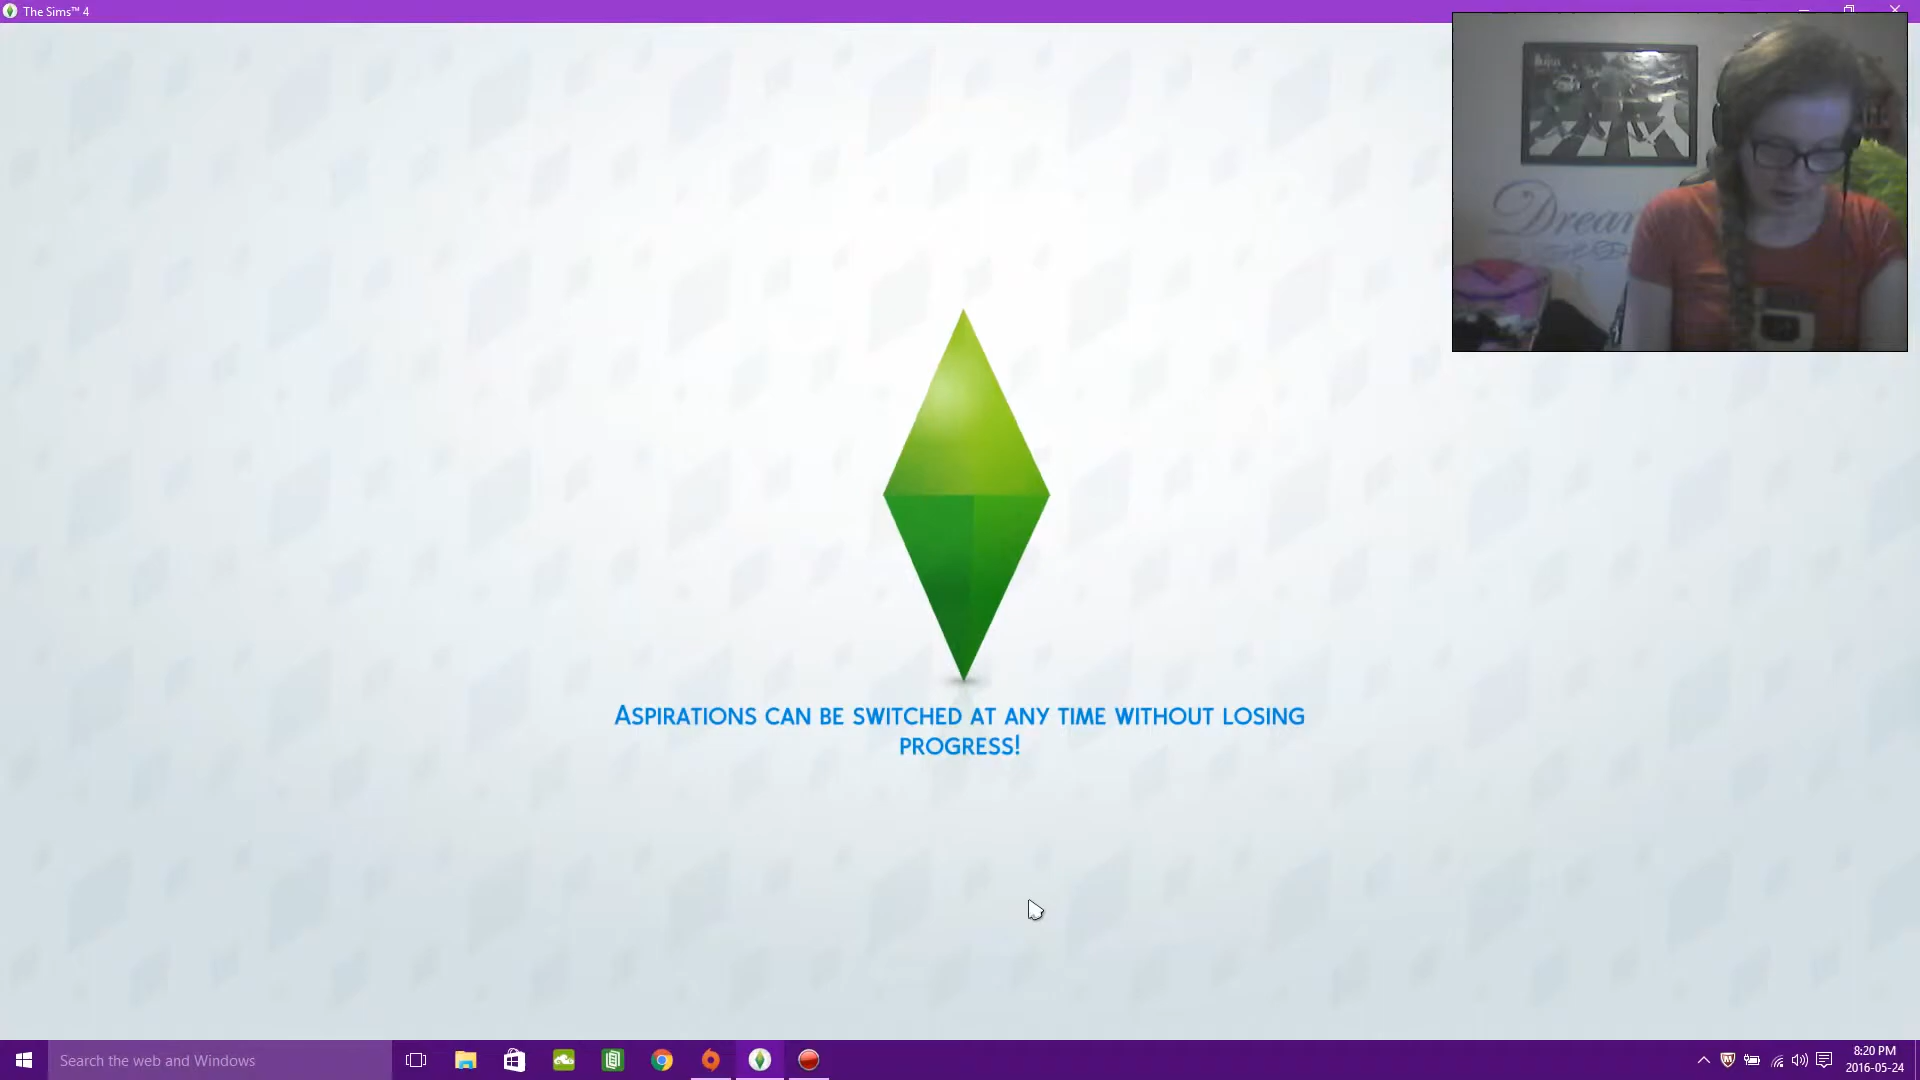 The Sims™ 4
Dream
ASPIRATIONS CAN BE SWITCHED AT ANY TIME WITHOUT LOSING
PROGRESS!
Search the web and Windows
8:20 PM
2016-05-24